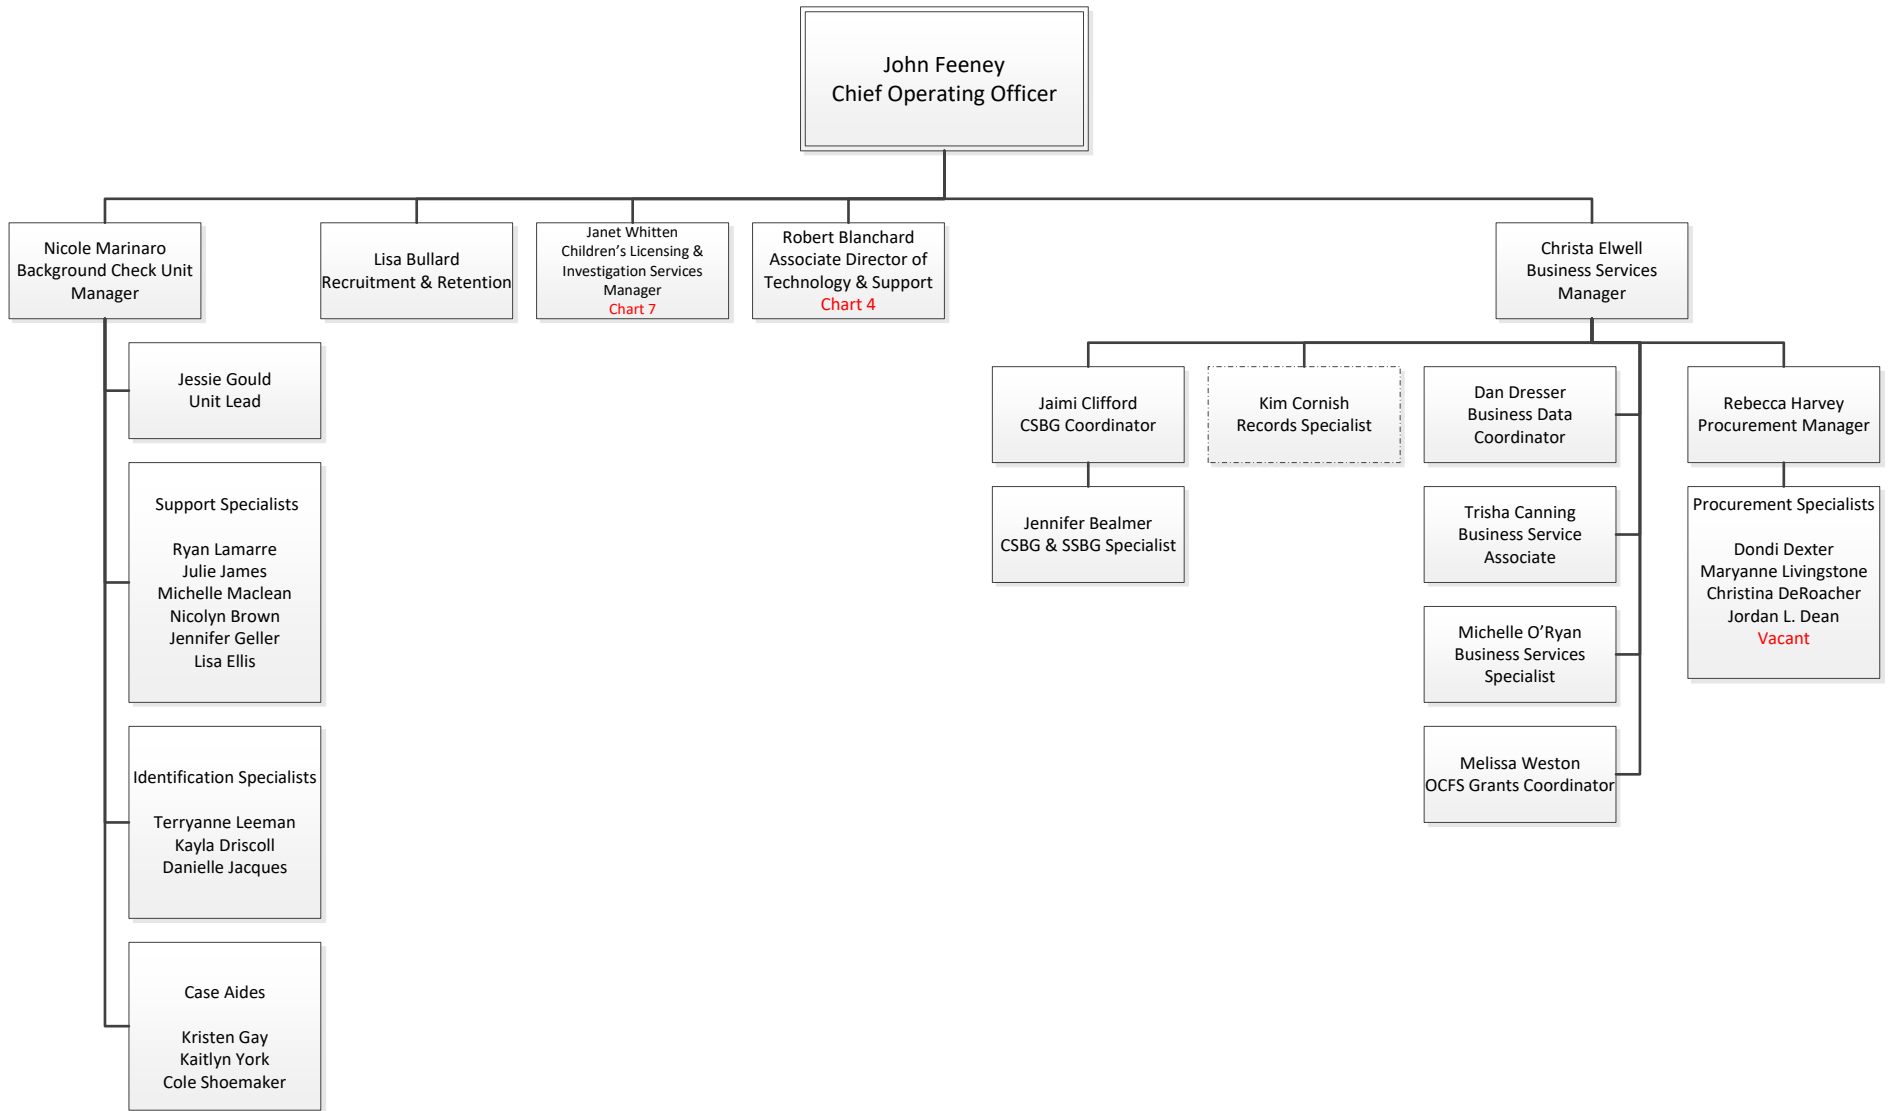 John Feeney
Chief Operating Officer
Nicole Marinaro
Background Check Unit
Manager
Lisa Bullard
Recruitment & Retention
Janet Whitten
Children’s Licensing &
Investigation Services
Manager
Chart 7
Robert Blanchard
Associate Director of
Technology & Support
Chart 4
Christa Elwell
Business Services
Manager
Jessie Gould
Unit Lead
Support Specialists
Ryan Lamarre
Julie James
Michelle Maclean
Nicolyn Brown
Jennifer Geller
Lisa Ellis
Identification Specialists
Terryanne Leeman
Kayla Driscoll
Danielle Jacques
Case Aides
Kristen Gay
Kaitlyn York
Cole Shoemaker
Jaimi Clifford
CSBG Coordinator
Jennifer Bealmer
CSBG & SSBG Specialist
Kim Cornish
Records Specialist
Dan Dresser
Business Data
Coordinator
Trisha Canning
Business Service
Associate
Michelle O’Ryan
Business Services
Specialist
Melissa Weston
OCFS Grants Coordinator
Rebecca Harvey
Procurement Manager
Procurement Specialists
Dondi Dexter
Maryanne Livingstone
Christina DeRoacher
Jordan L. Dean
Vacant